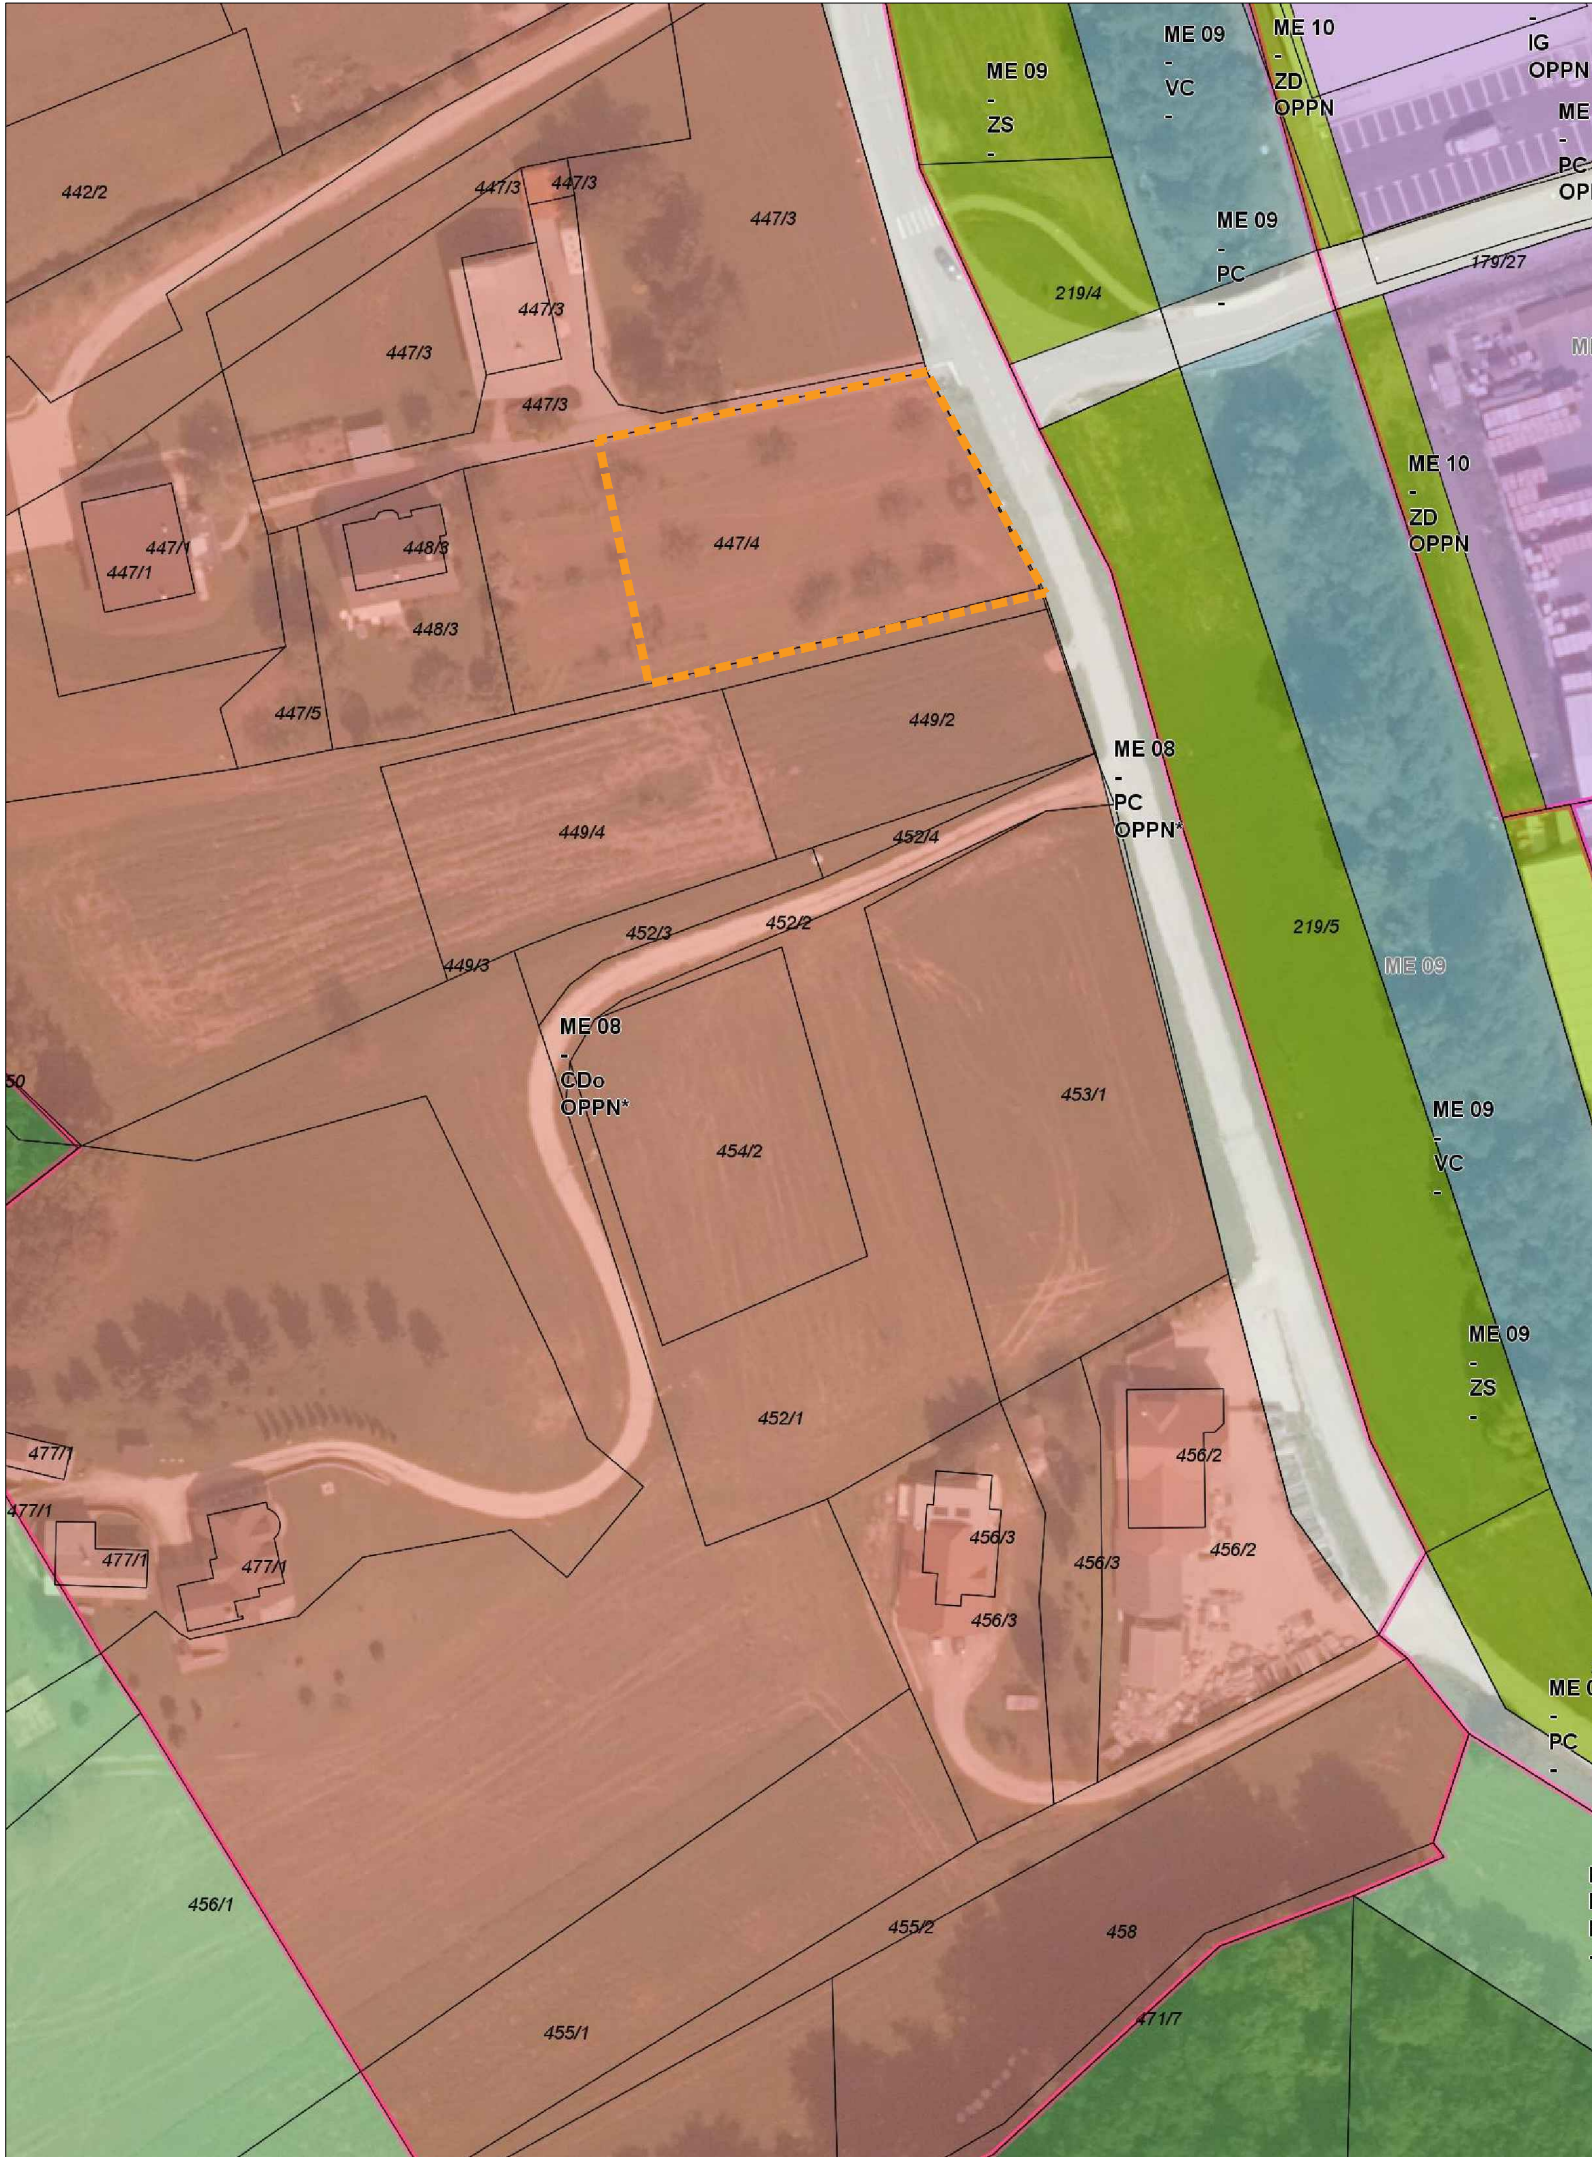 ME 09
-
VC
-
ME 10
-
ZD
OPPN
-
IG
OPPN
ME 09
-
ZS
-
ME
-
PC
442/2
447/3
447/3
447/3
ME 09
-
PC
-
179/27
219/4
447/3
447/3
447/3
ME 10
-
ZD
OPPN
447/4
447/1
447/1
448/3
448/3
447/5
449/2
ME 08
-
PC
OPPN*
449/4
452/4
452/2
452/3
449/3
219/5
ME 09
ME 08
-
CDo
OPPN*
50
453/1
454/2
ME 09
-
VC
-
ME 09
-
ZS
-
452/1
477/1
456/2
477/1
456/3
456/2
477/1
477/1
456/3
456/3
ME 0
-
PC
-
456/1
455/2
458
471/7
455/1